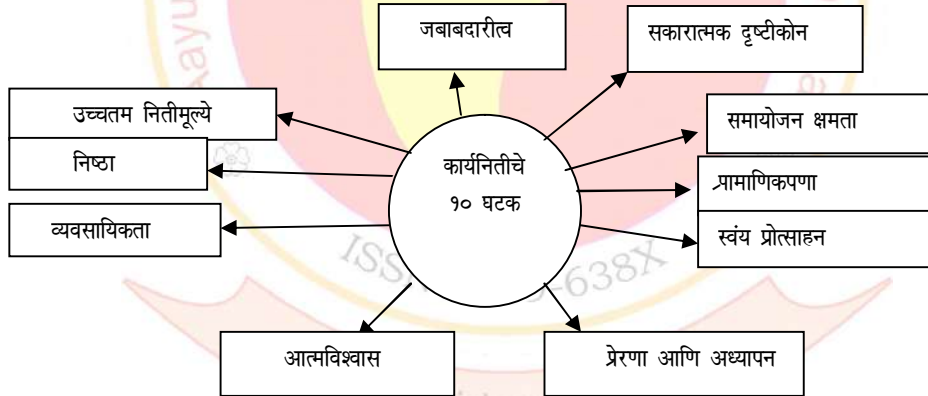 जबाबदारीत्व
सकारात्मक दृष्टीकोन
उच्चतम नितीमूल्ये
समायोजन क्षमता
निष्ठा
कार्यनितीचे
१० घटक
प्रामाणिकपणा
व्यवसायिकता
स्वंय प्रोत्साहन
आत्मविश्वास
प्रेरणा आणि अध्यापन